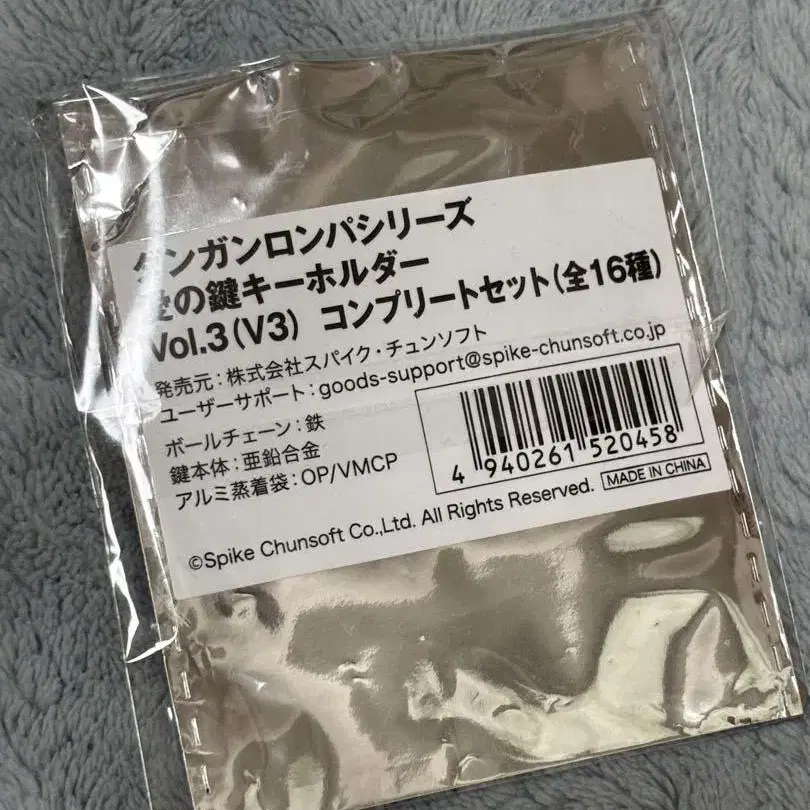 ダンガンロンパシリーズ
愛の鍵キーホルダー
Vol.3(V3) コンプリートセット(全16種)
発売元:株式会社スパイク・チュンソフト
ユーザーサポート:goods-support@spike-chunsoft.co.jp
ボールチェーン:鉄
鍵本体:亜鉛合金
アルミ蒸着袋:OP/VMCP
4 940261 520458
MADE IN CHINA
©Spike Chunsoft Co.,Ltd. All Rights Reserved.